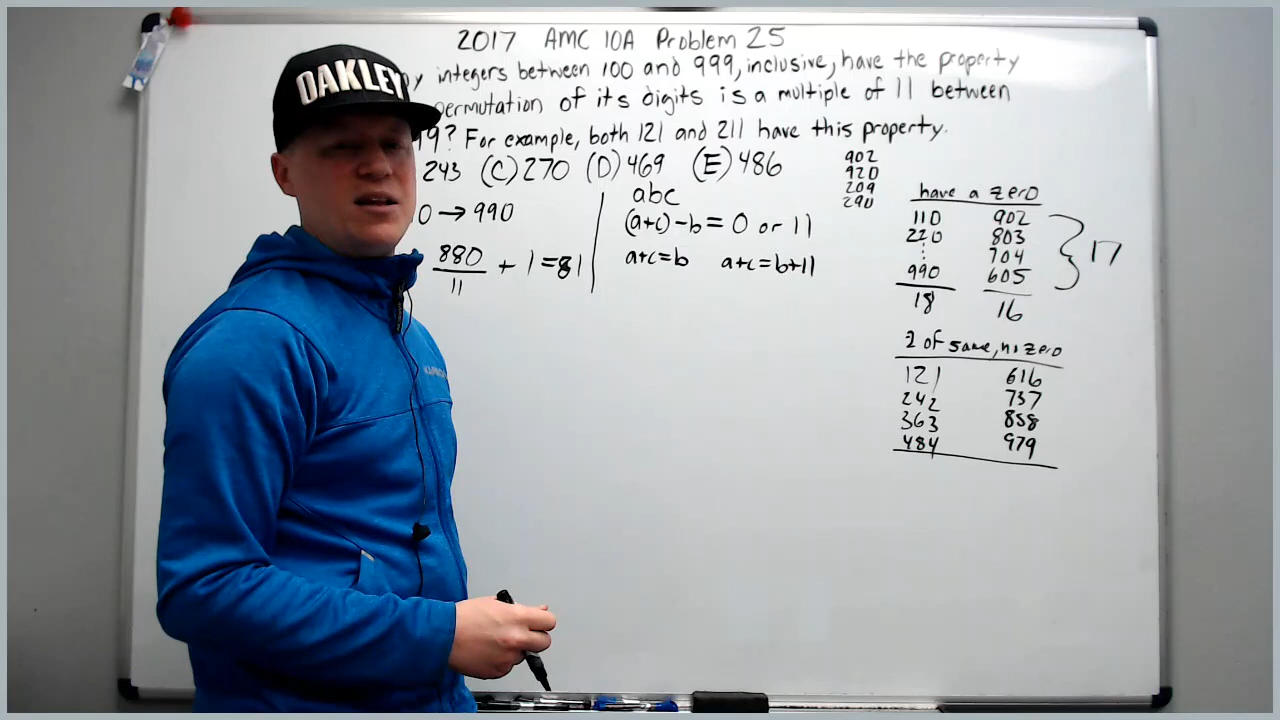 2017 AMC 10A Problem 25
OAKLEY
y integers between 100 and 999, inclusive, have the property
permutation of its digits is a multiple of 11 between
99? For example, both 121 and 211 have this property.
243 (C) 270 (D) 469 (E) 486
902
920
209
290
0 → 990
880
11
+ 1 = 81
abc
(a+c) - b = 0 or 11
a+c=b a+c=b+11
have a zero
110 902
220 803
⋮ 704
990 605
18 16
17
2 of same, no zero
121 616
242 737
363 858
484 979